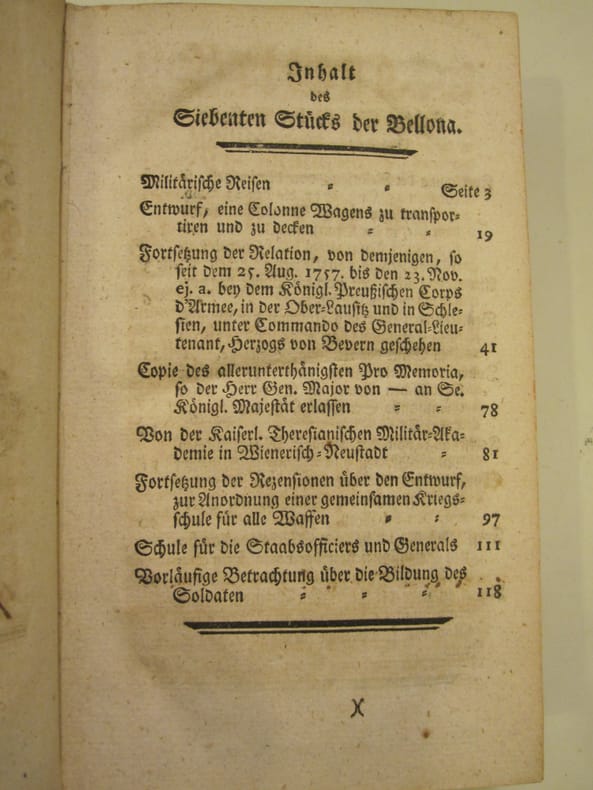 Inhalt
des
Siebenten Stücks der Bellona.
Militärische Reisen = = Seite 3
Entwurf, eine Colonne Wagens zu transpor=
tiren und zu decken = = 19
Fortsetzung der Relation, von demjenigen, so
seit dem 25. Aug. 1757. bis den 23. Nov.
ej. a. bey dem Königl. Preußischen Corps
d'Armee, in der Ober=Lausitz und in Schle=
sien, unter Commando des General=Lieu=
tenant, Herzogs von Bevern geschehen 41
Copie des allerunterthänigsten Pro Memoria,
so der Herr Gen. Major von — an Se.
Königl. Majestät erlassen = = 78
Von der Kaiserl. Theresianischen Militär=Aka=
demie in Wienerisch=Neustadt = 81
Fortsetzung der Rezensionen über den Entwurf,
zur Anordnung einer gemeinsamen Kriegs=
schule für alle Waffen = = 97
Schule für die Staabsofficiers und Generals 111
Vorläufige Betrachtung über die Bildung des
Soldaten = = = = 118
)(